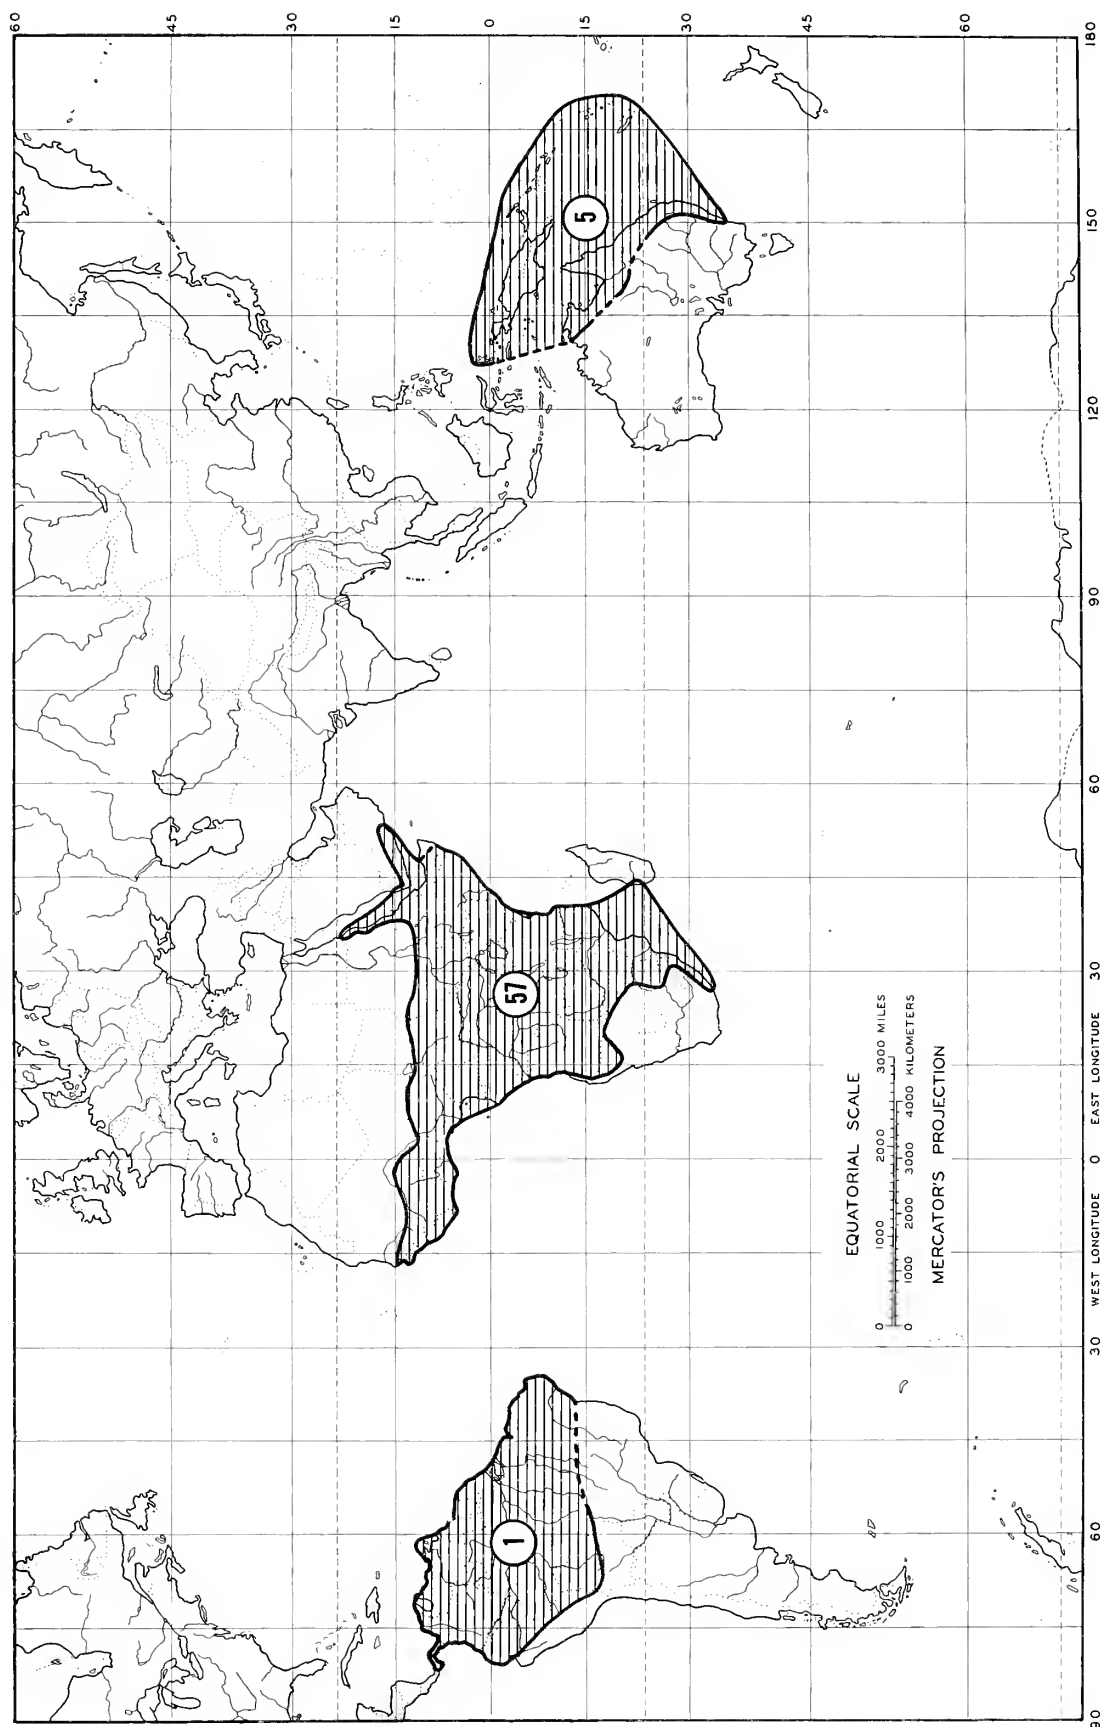 60
45
30
15
0
15
30
45
60
1
57
5
EQUATORIAL SCALE
0 1000 2000 3000 MILES
0 1000 2000 3000 4000 KILOMETERS
MERCATOR'S PROJECTION
90 60 30 WEST LONGITUDE 0 EAST LONGITUDE 30 60 90 120 150 180